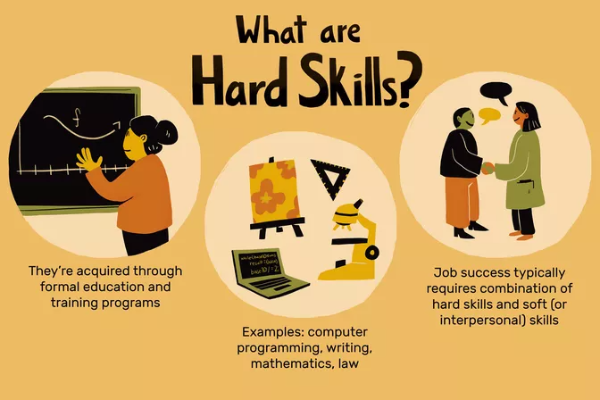 What are
Hard Skills?
f
They're acquired through
formal education and
training programs
Examples: computer
programming, writing,
mathematics, law
Job success typically
requires combination of
hard skills and soft (or
interpersonal) skills